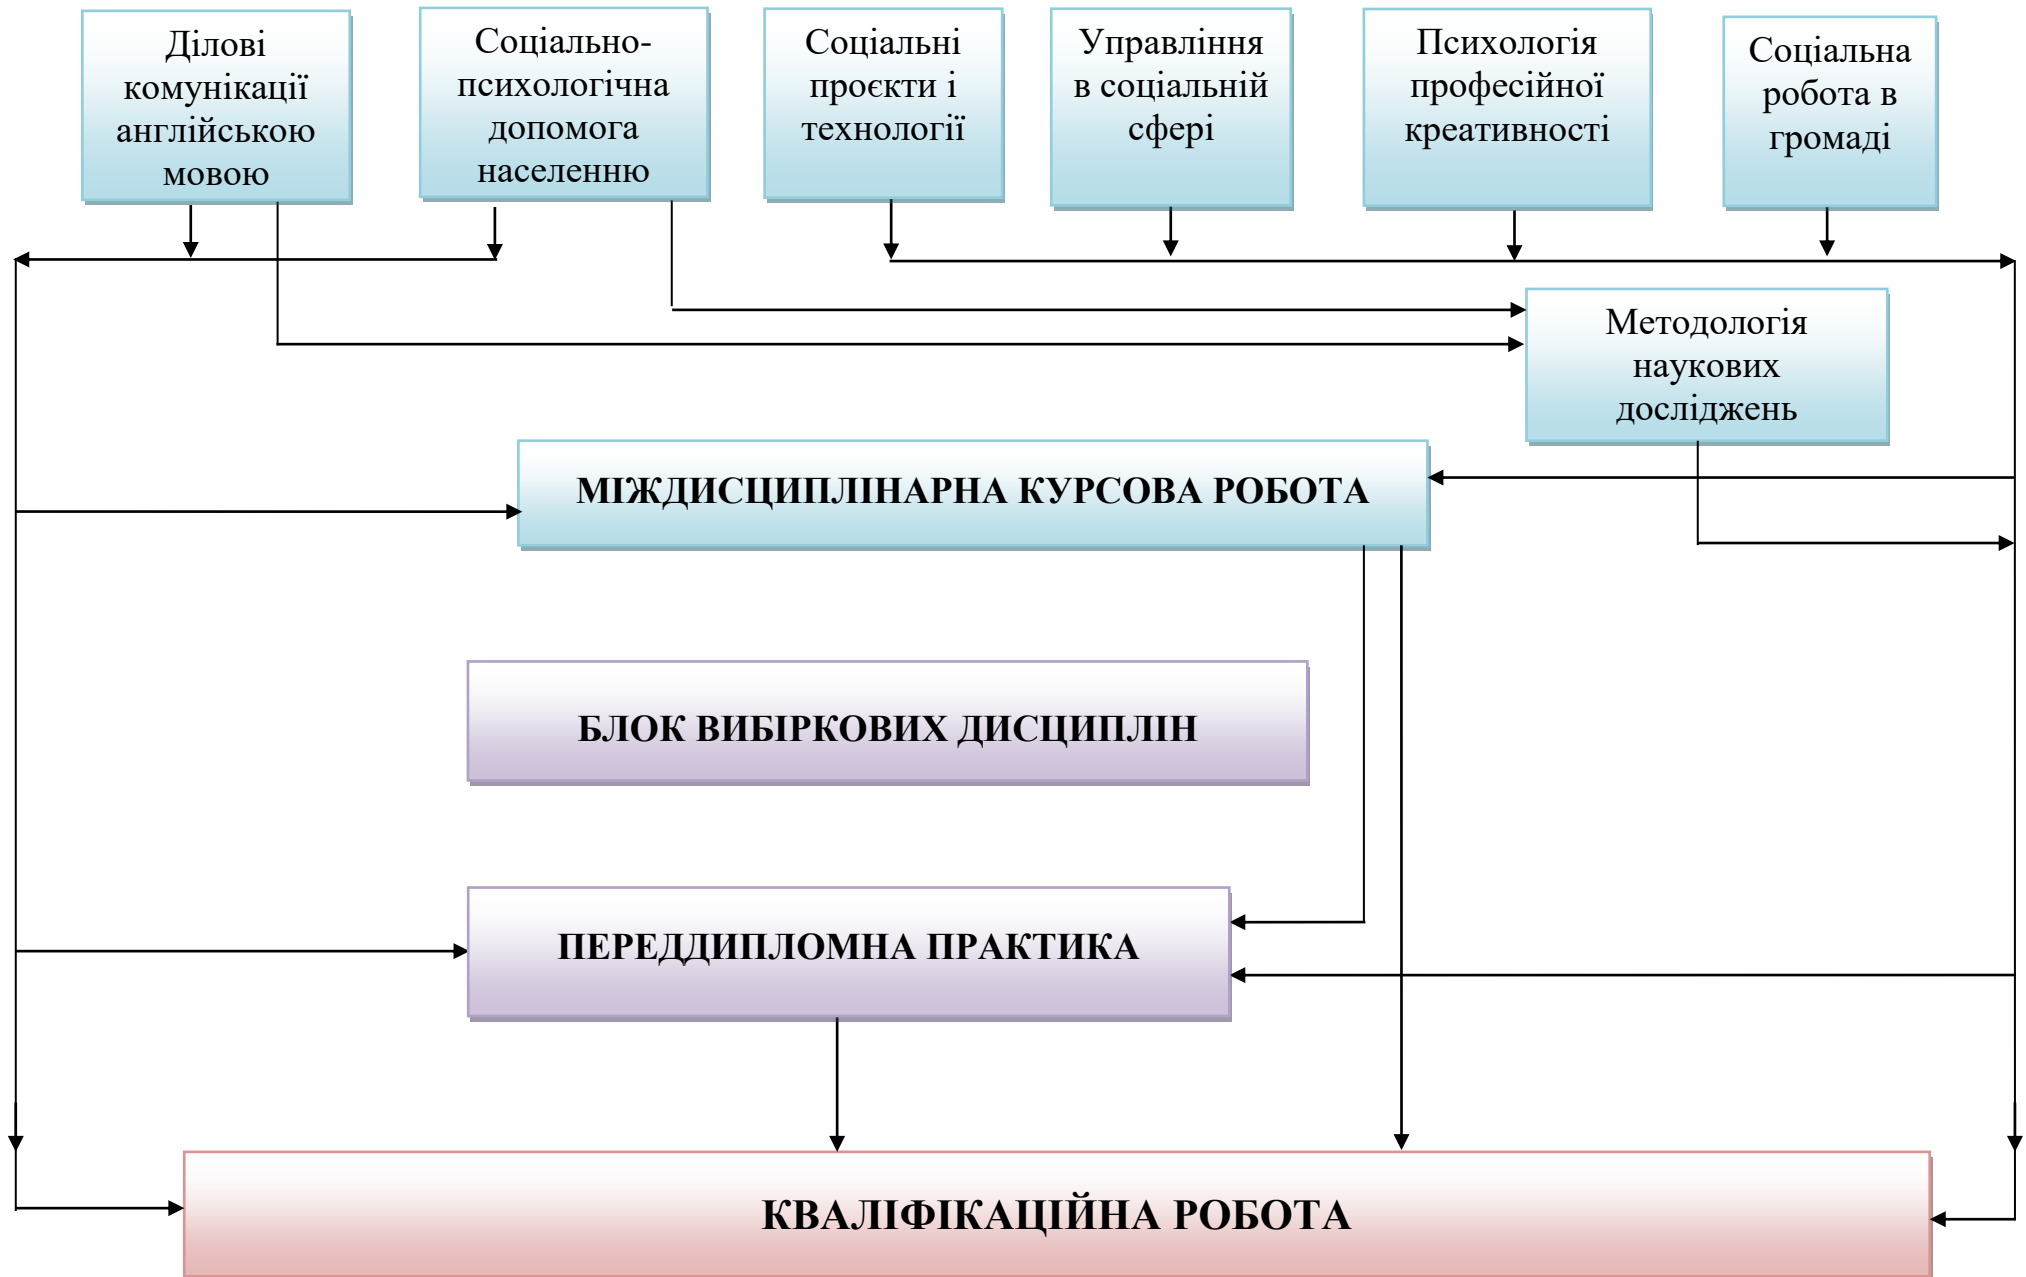 Ділові
комунікації
англійською
мовою
Соціально-
психологічна
допомога
населенню
Соціальні
проєкти і
технології
Управління
в соціальній
сфері
Психологія
професійної
креативності
Соціальна
робота в
громаді
Методологія
наукових
досліджень
МІЖДИСЦИПЛІНАРНА КУРСОВА РОБОТА
БЛОК ВИБІРКОВИХ ДИСЦИПЛІН
ПЕРЕДДИПЛОМНА ПРАКТИКА
КВАЛІФІКАЦІЙНА РОБОТА